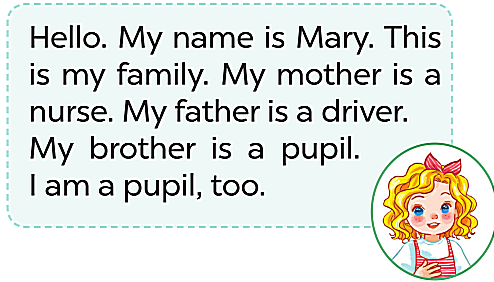 Hello. My name is Mary. This
is my family. My mother is a
nurse. My father is a driver.
My brother is a pupil.
I am a pupil, too.